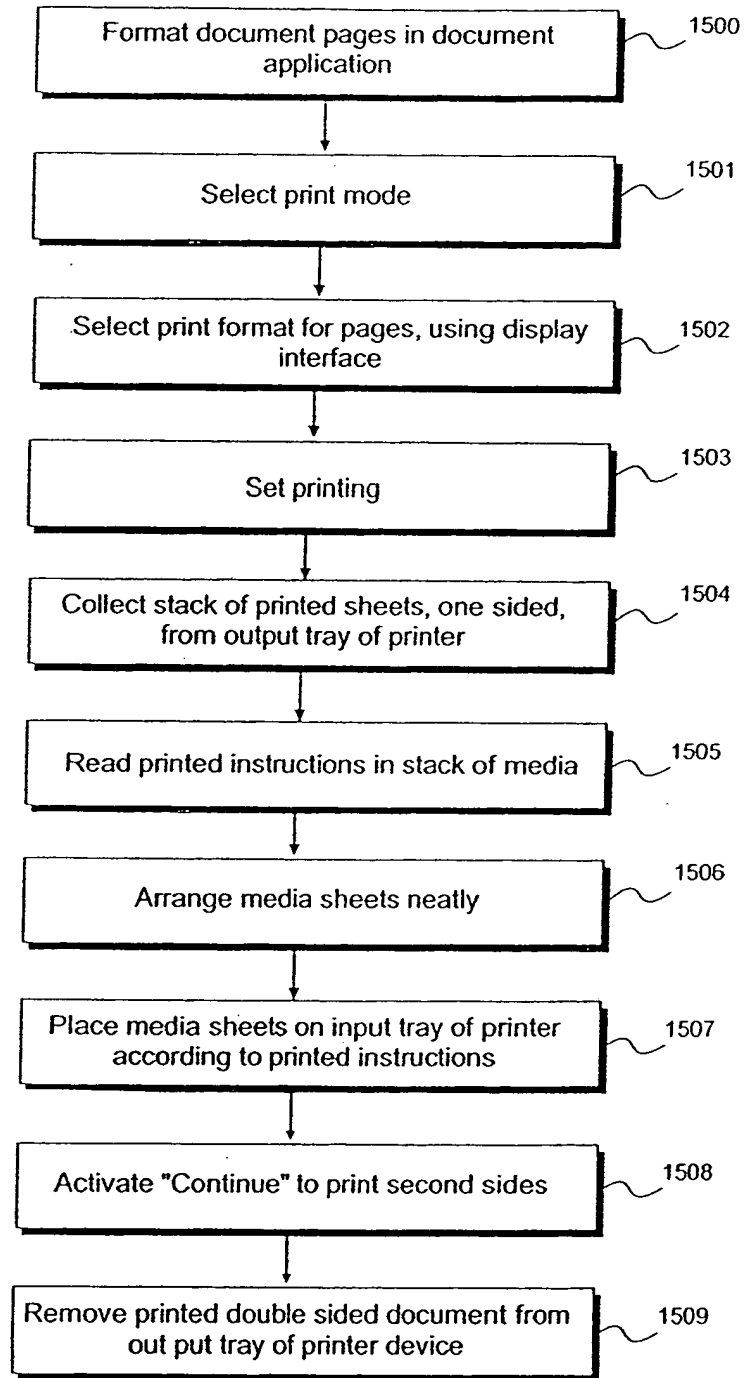 Format document pages in document
application
1500
Select print mode
1501
Select print format for pages, using display
interface
1502
Set printing
1503
Collect stack of printed sheets, one sided,
from output tray of printer
1504
Read printed instructions in stack of media
1505
Arrange media sheets neatly
1506
Place media sheets on input tray of printer
according to printed instructions
1507
Activate "Continue" to print second sides
1508
Remove printed double sided document from
out put tray of printer device
1509